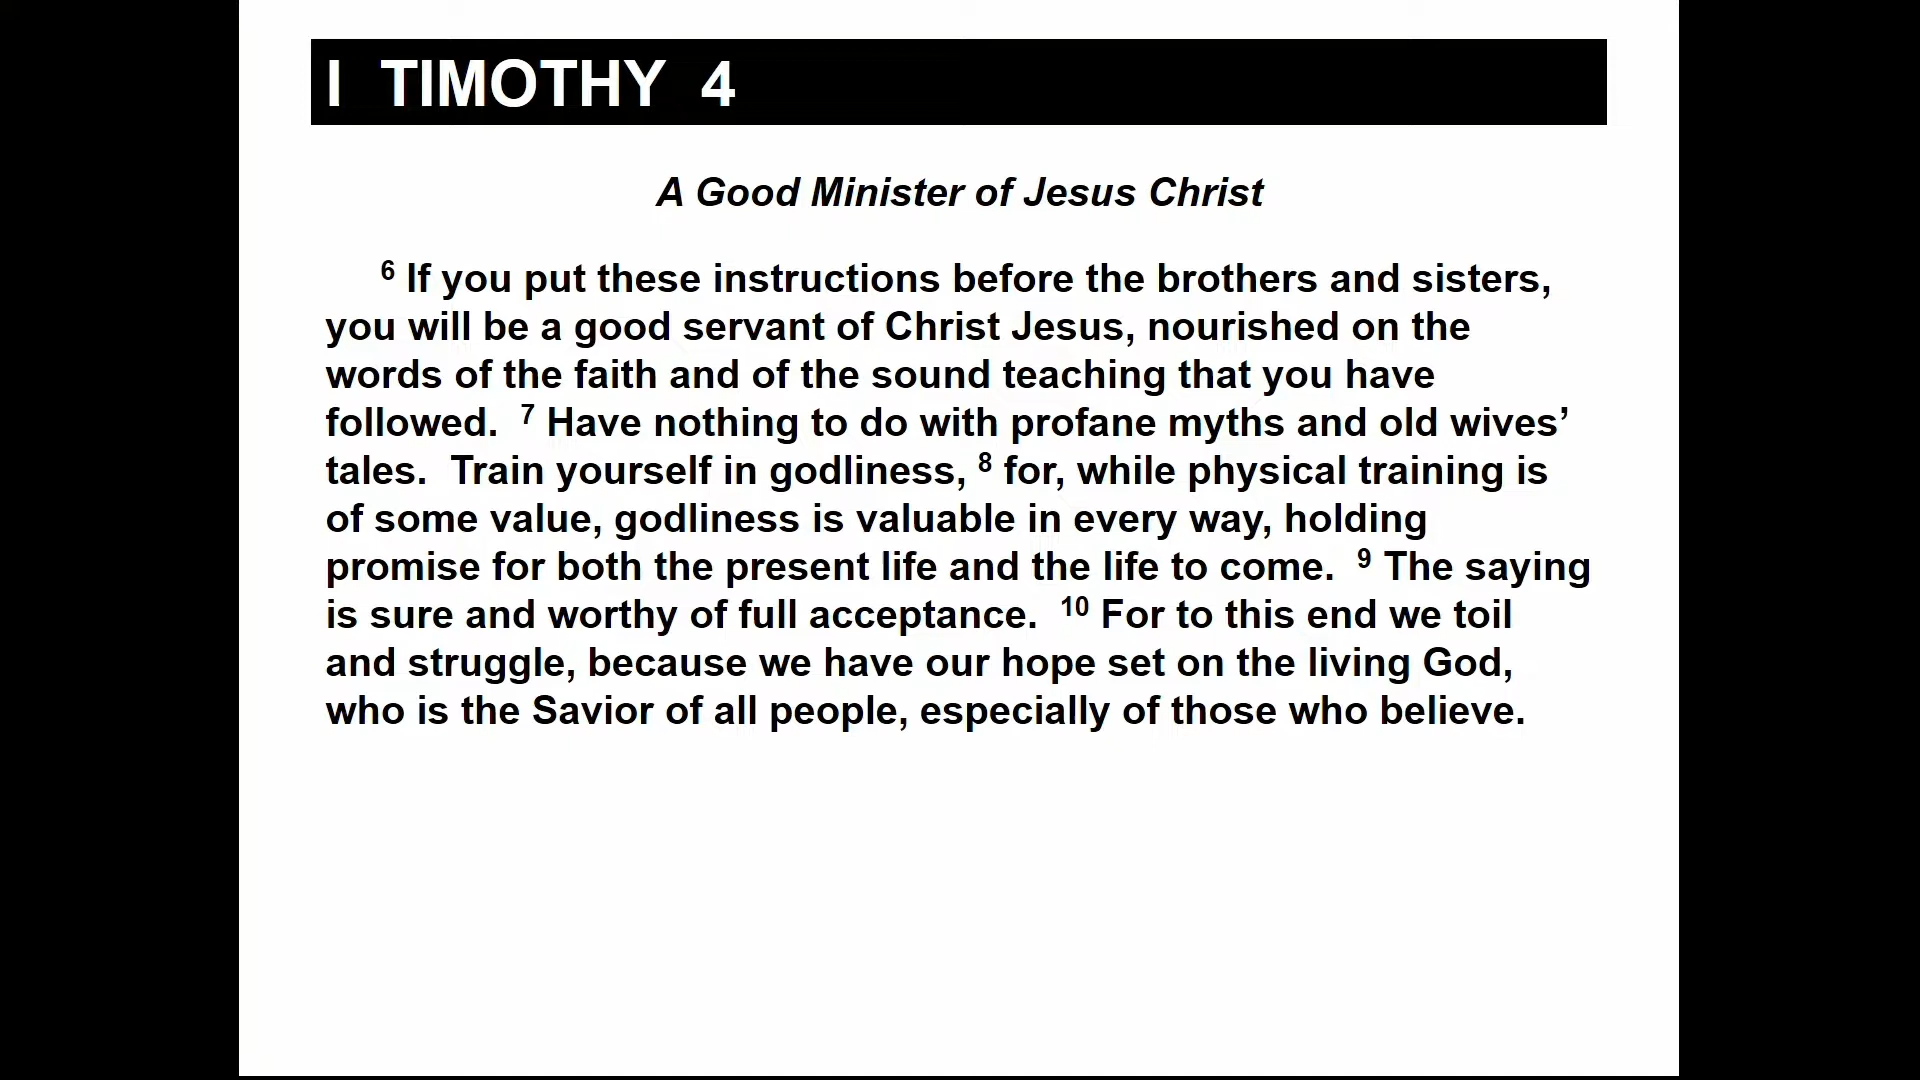 I TIMOTHY 4
A Good Minister of Jesus Christ
6 If you put these instructions before the brothers and sisters,
you will be a good servant of Christ Jesus, nourished on the
words of the faith and of the sound teaching that you have
followed. 7 Have nothing to do with profane myths and old wives’
tales. Train yourself in godliness, 8 for, while physical training is
of some value, godliness is valuable in every way, holding
promise for both the present life and the life to come. 9 The saying
is sure and worthy of full acceptance. 10 For to this end we toil
and struggle, because we have our hope set on the living God,
who is the Savior of all people, especially of those who believe.